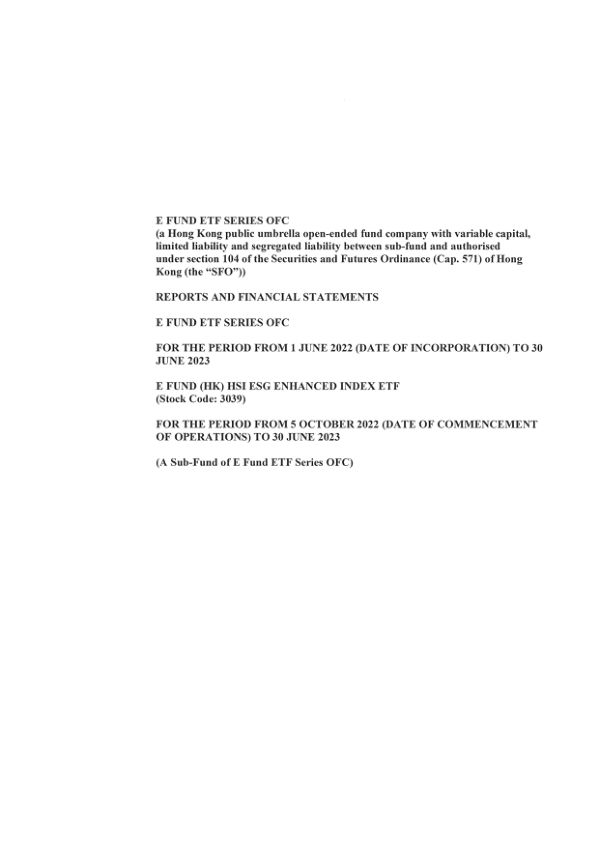 E FUND ETF SERIES OFC
(a Hong Kong public umbrella open-ended fund company with variable capital,
limited liability and segregated liability between sub-fund and authorised
under section 104 of the Securities and Futures Ordinance (Cap. 571) of Hong
Kong (the “SFO”))
REPORTS AND FINANCIAL STATEMENTS
E FUND ETF SERIES OFC
FOR THE PERIOD FROM 1 JUNE 2022 (DATE OF INCORPORATION) TO 30
JUNE 2023
E FUND (HK) HSI ESG ENHANCED INDEX ETF
(Stock Code: 3039)
FOR THE PERIOD FROM 5 OCTOBER 2022 (DATE OF COMMENCEMENT
OF OPERATIONS) TO 30 JUNE 2023
(A Sub-Fund of E Fund ETF Series OFC)